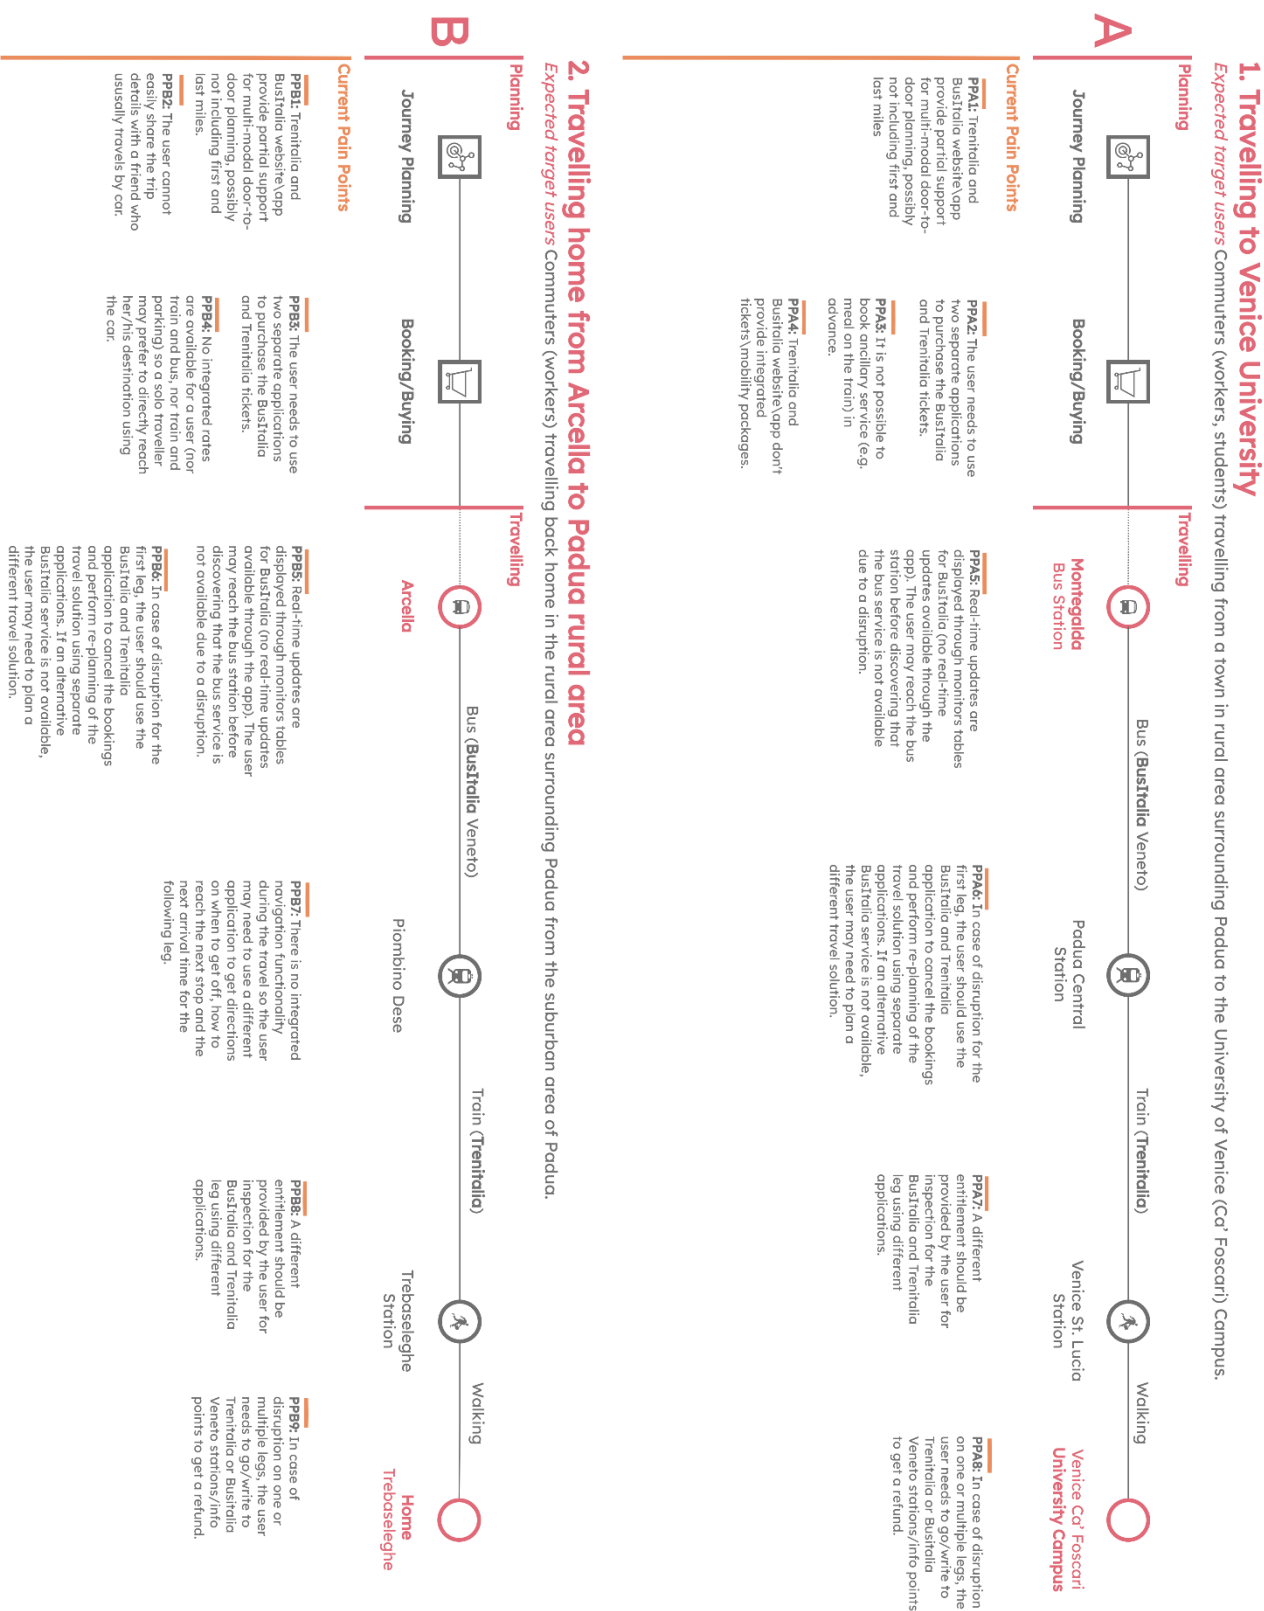 1. Travelling to Venice University
Expected target users Commuters (workers, students) travelling from a town in rural area surrounding Padua to the University of Venice (Ca' Foscari) Campus.
A
Planning
Travelling
Bus (BusItalia Veneto)
Train (Trenitalia)
Walking
Journey Planning
Booking/Buying
Montegalda
Bus Station
Padua Central
Station
Venice St. Lucia
Station
Venice Ca' Foscari
University Campus
Current Pain Points
PPA1: Trenitalia and
BusItalia website\app
provide partial support
for multi-modal door-to-
door planning, possibly
not including first and
last miles
PPA2: The user needs to use
two separate applications
to purchase the BusItalia
and Trenitalia tickets.
PPA3: It is not possible to
book ancillary service (e.g.
meal on the train) in
advance.
PPA4: Trenitalia and
Busitalia website\app don't
provide integrated
tickets\mobility packages.
PPA5: Real-time updates are
displayed through monitors tables
for BusItalia (no real-time
updates available through the
app). The user may reach the bus
station before discovering that
the bus service is not available
due to a disruption.
PPA6: In case of disruption for the
first leg, the user should use the
BusItalia and Trenitalia
application to cancel the bookings
and perform re-planning of the
travel solution using separate
applications. If an alternative
BusItalia service is not available,
the user may need to plan a
different travel solution.
PPA7: A different
entitlement should be
provided by the user for
inspection for the
BusItalia and Trenitalia
leg using different
applications.
PPA8: In case of disruption
on one or multiple legs, the
user needs to go/write to
Trenitalia or Busitalia
Veneto stations/info points
to get a refund.
2. Travelling home from Arcella to Padua rural area
Expected target users Commuters (workers) travelling back home in the rural area surrounding Padua from the suburban area of Padua.
B
Planning
Travelling
Bus (BusItalia Veneto)
Train (Trenitalia)
Walking
Journey Planning
Booking/Buying
Arcella
Piombino Dese
Trebaseleghe
Station
Home
Trebaseleghe
Current Pain Points
PPB1: Trenitalia and
BusItalia website\app
provide partial support
for multi-modal door-to-
door planning, possibly
not including first and
last miles.
PPB2: The user cannot
easily share the trip
details with a friend who
ususally travels by car.
PPB3: The user needs to use
two separate applications
to purchase the BusItalia
and Trenitalia tickets.
PPB4: No integrated rates
are available for a user (nor
train and bus, nor train and
parking) so a solo traveller
may prefer to directly reach
her/his destination using
the car.
PPB5: Real-time updates are
displayed through monitors tables
for BusItalia (no real-time updates
available through the app). The user
may reach the bus station before
discovering that the bus service is
not available due to a disruption.
PPB6: In case of disruption for the
first leg, the user should use the
BusItalia and Trenitalia
application to cancel the bookings
and perform re-planning of the
travel solution using separate
applications. If an alternative
BusItalia service is not available,
the user may need to plan a
different travel solution.
PPB7: There is no integrated
navigation functionality
during the travel so the user
may need to use a different
application to get directions
on when to get off, how to
reach the next stop and the
next arrival time for the
following leg.
PPB8: A different
entitlement should be
provided by the user for
inspection for the
BusItalia and Trenitalia
leg using different
applications.
PPB9: In case of
disruption on one or
multiple legs, the user
needs to go/write to
Trenitalia or Busitalia
Veneto stations/info
points to get a refund.